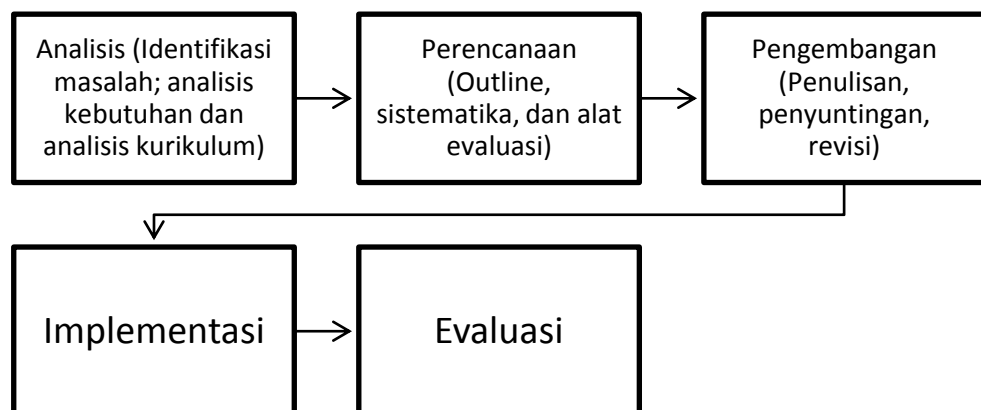 Analisis (Identifikasi
masalah; analisis
kebutuhan dan
analisis kurikulum)
Perencanaan
(Outline,
sistematika, dan alat
evaluasi)
Pengembangan
(Penulisan,
penyuntingan,
revisi)
Implementasi
Evaluasi